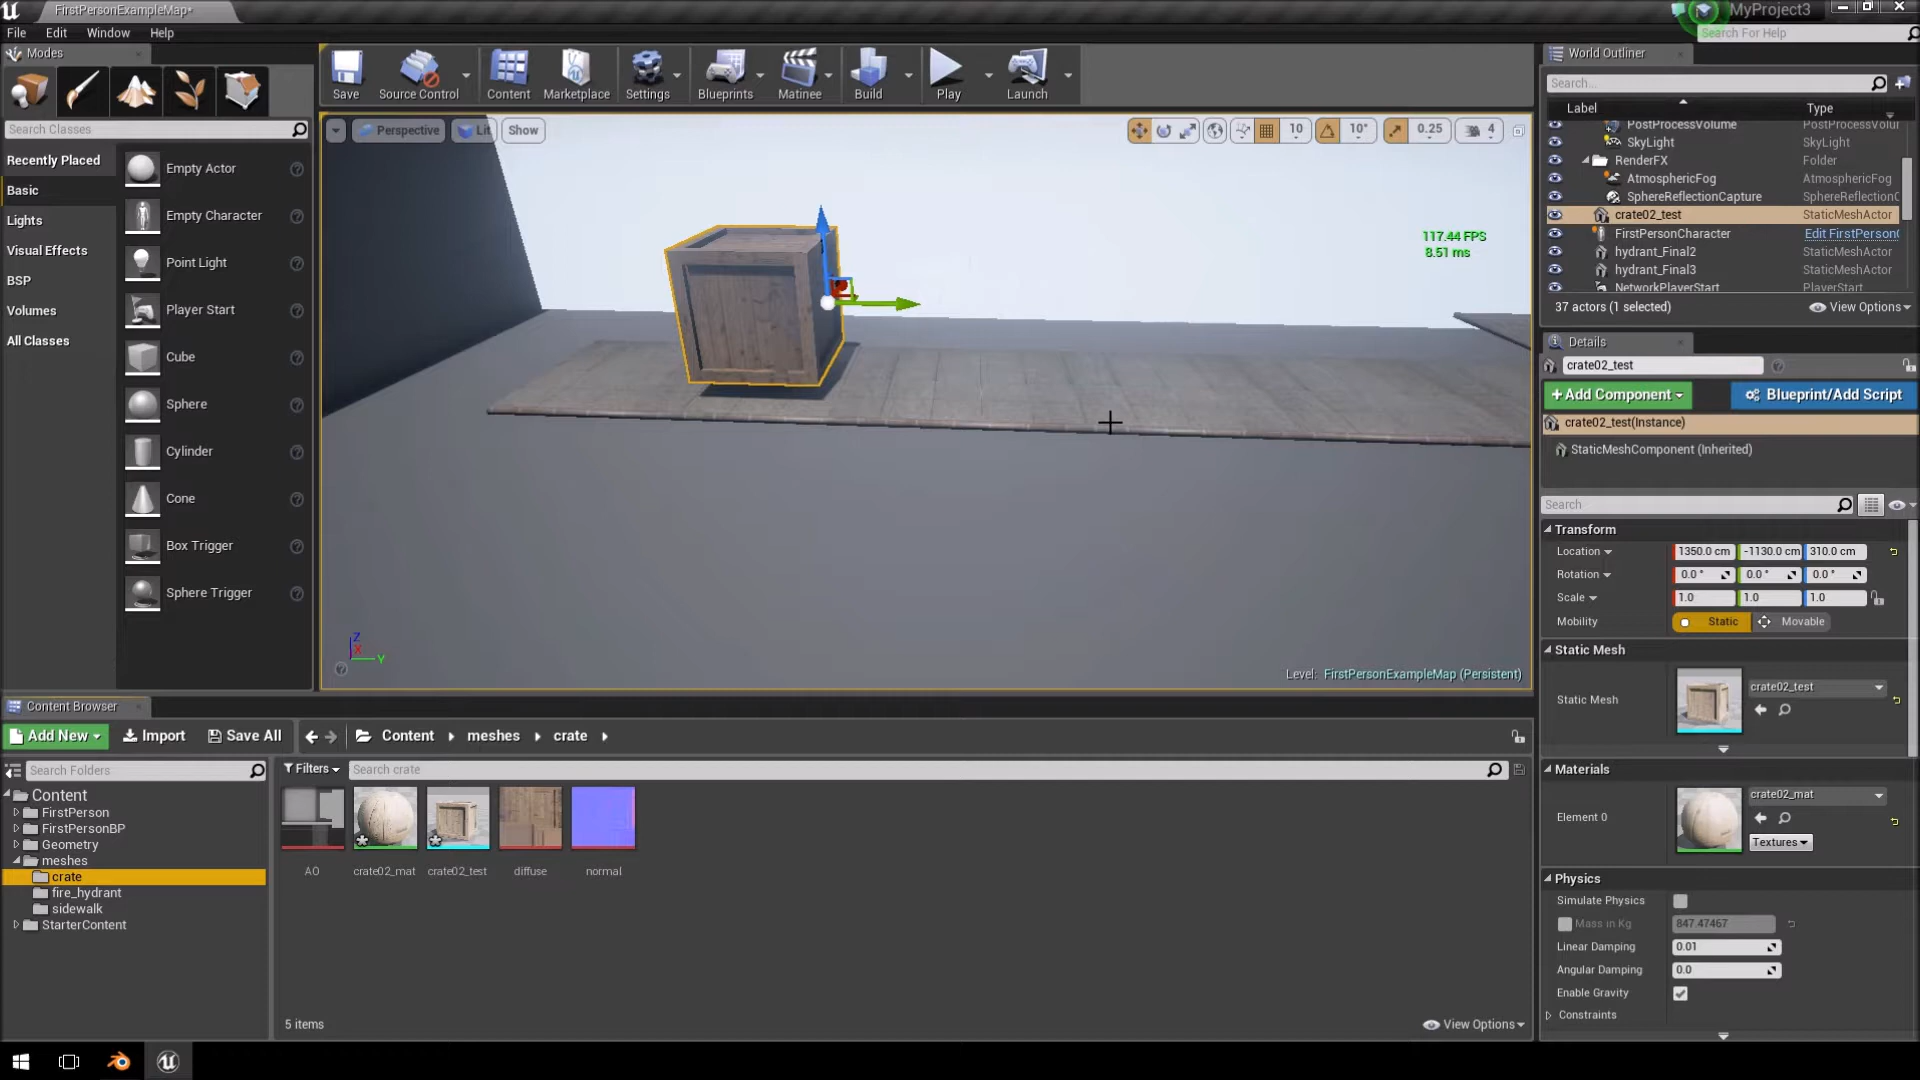 FirstPersonExampleMap*
MyProject3
File Edit Window Help
Search For Help
Modes
Save
Source Control
Content
Marketplace
Settings
Blueprints
Matinee
Build
Play
Launch
Search Classes
Recently Placed
Basic
Lights
Visual Effects
BSP
Volumes
All Classes
Empty Actor
Empty Character
Point Light
Player Start
Cube
Sphere
Cylinder
Cone
Box Trigger
Sphere Trigger
Perspective
Lit
Show
10
10°
0.25
4
117.44 FPS
8.51 ms
Z
X
Y
Level: FirstPersonExampleMap (Persistent)
World Outliner
Search...
Label Type
PostProcessVolume PostProcessVolu
SkyLight SkyLight
RenderFX Folder
AtmosphericFog AtmosphericFog
SphereReflectionCapture SphereReflectionC
crate02_test StaticMeshActor
FirstPersonCharacter Edit FirstPersonC
hydrant_Final2 StaticMeshActor
hydrant_Final3 StaticMeshActor
NetworkPlayerStart PlayerStart
37 actors (1 selected)
View Options
Details
crate02_test
+Add Component
Blueprint/Add Script
crate02_test(Instance)
StaticMeshComponent (Inherited)
Search
Transform
Location 1350.0 cm -1130.0 cm 310.0 cm
Rotation 0.0 ° 0.0 ° 0.0 °
Scale 1.0 1.0 1.0
Mobility Static Movable
Static Mesh
Static Mesh crate02_test
Materials
Element 0 crate02_mat
Textures
Physics
Simulate Physics
Mass in Kg 847.47467
Linear Damping 0.01
Angular Damping 0.0
Enable Gravity
Constraints
Content Browser
Add New Import Save All Content meshes crate
Search Folders
Content
FirstPerson
FirstPersonBP
Geometry
meshes
crate
fire_hydrant
sidewalk
StarterContent
Filters Search crate
AO
crate02_mat
crate02_test
diffuse
normal
5 items
View Options